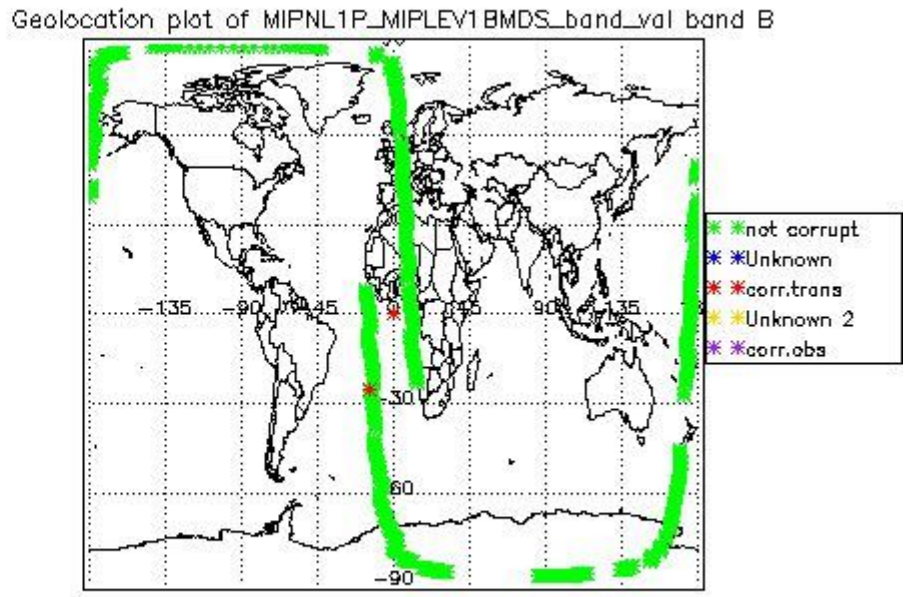 Geolocation plot of MIPNL1P_MIPLEV1BMDS_band_val band B
not corrupt
Unknown
-135
-90
-45
45
90
135
corr.trans
Unknown 2
corr.obs
-30
-60
-90